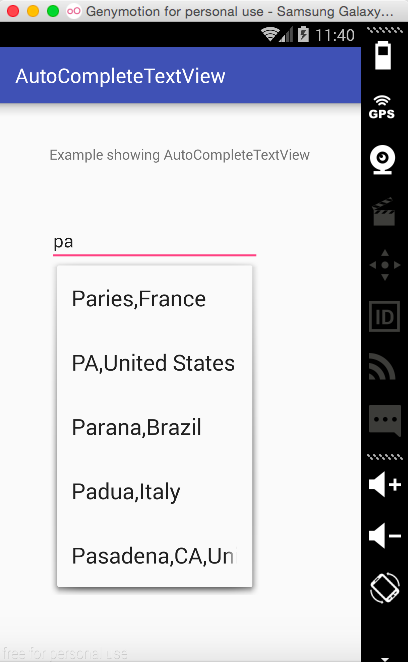 Genymotion for personal use - Samsung Galaxy...
11:40
AutoCompleteTextView
GPS
Example showing AutoCompleteTextView
pa
Paries,France
PA,United States
ID
Parana,Brazil
Padua,Italy
Pasadena,CA,Un
free for personal use